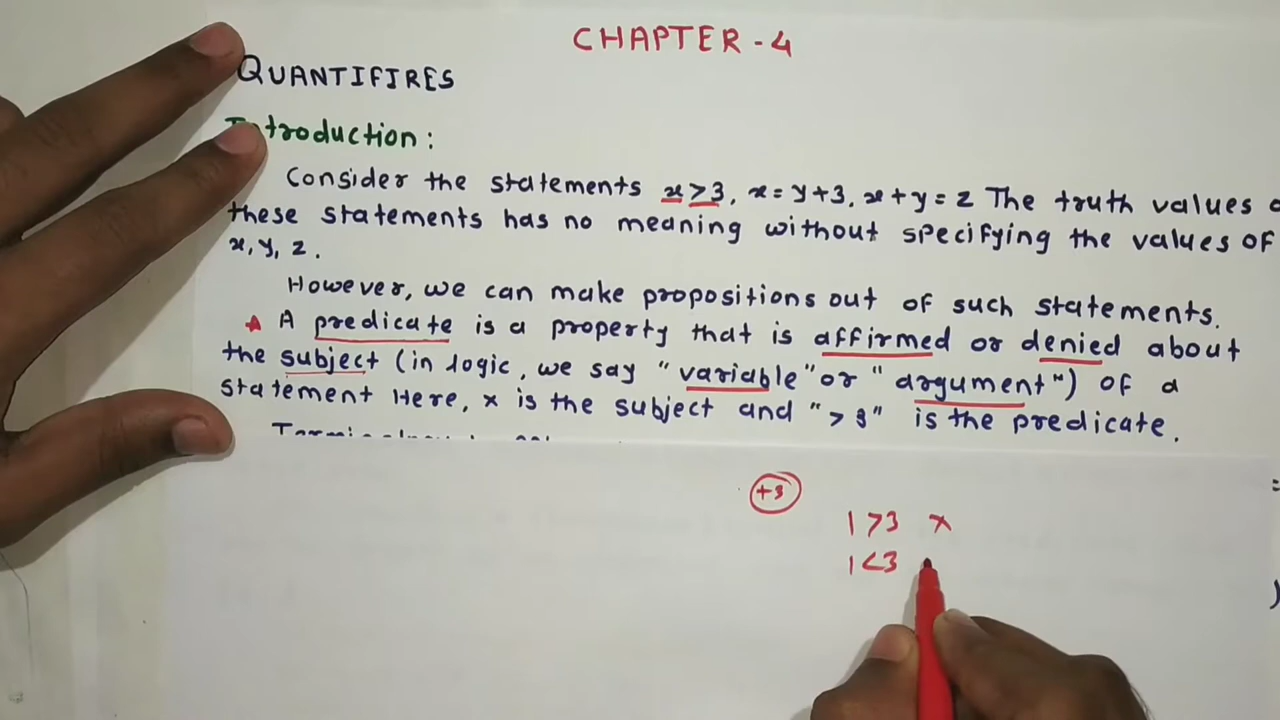 CHAPTER - 4
QUANTIFIRES
Introduction :
Consider the statements x > 3, x = y + 3, x + y = z The truth values
these statements has no meaning without specifying the values of
x, y, z.
However, we can make propositions out of such statements.
A predicate is a property that is affirmed or denied about
the subject (in logic, we say "variable" or "argument") of a
statement Here, x is the subject and "> 3" is the predicate.
+3
1 > 3 ×
1 < 3